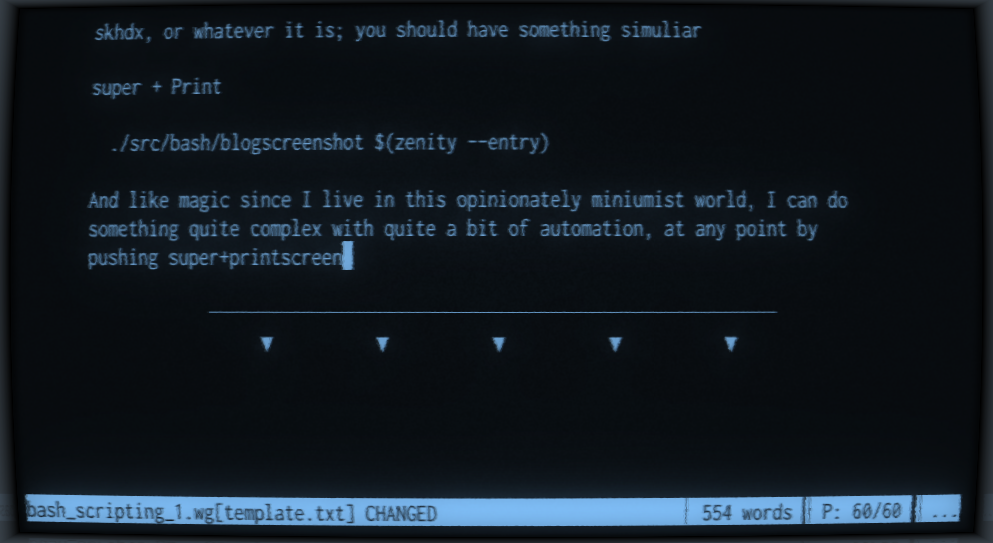 skhdx, or whatever it is; you should have something simuliar
super + Print
./src/bash/blogscreenshot $(zenity --entry)
And like magic since I live in this opinionately miniumist world, I can do
something quite complex with quite a bit of automation, at any point by
pushing super+printscreen
bash_scripting_1.wg[template.txt] CHANGED 554 words P: 60/60 ...